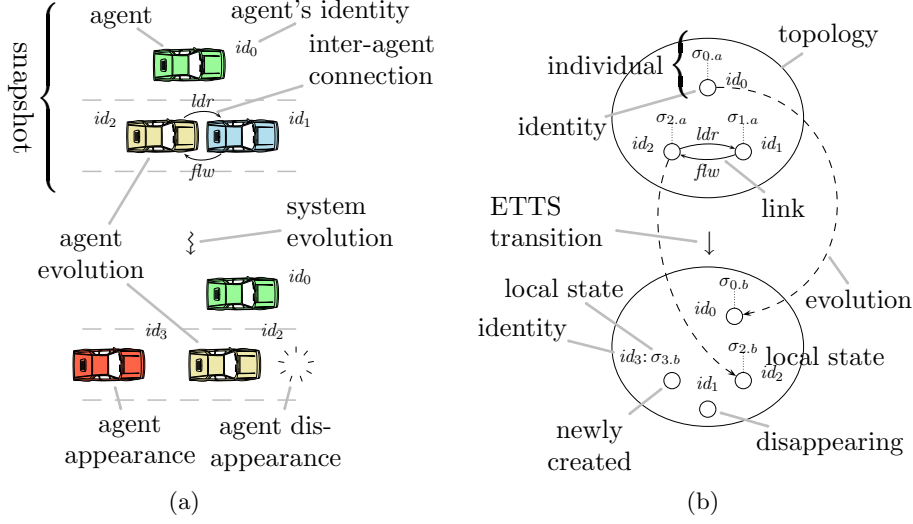 agent
agent's identity
id0
inter-agent
connection
snapshot
ldr
id2
id1
flw
agent
evolution
system
evolution
id0
id3
id2
agent
appearance
agent dis-
appearance
(a)
topology
individual
σ0.a
id0
identity
σ2.a
σ1.a
ldr
id2
id1
flw
link
ETTS
transition
σ0.b
local state
id0
evolution
identity
id3: σ3.b
σ2.b
local state
id1
id2
newly
created
disappearing
(b)